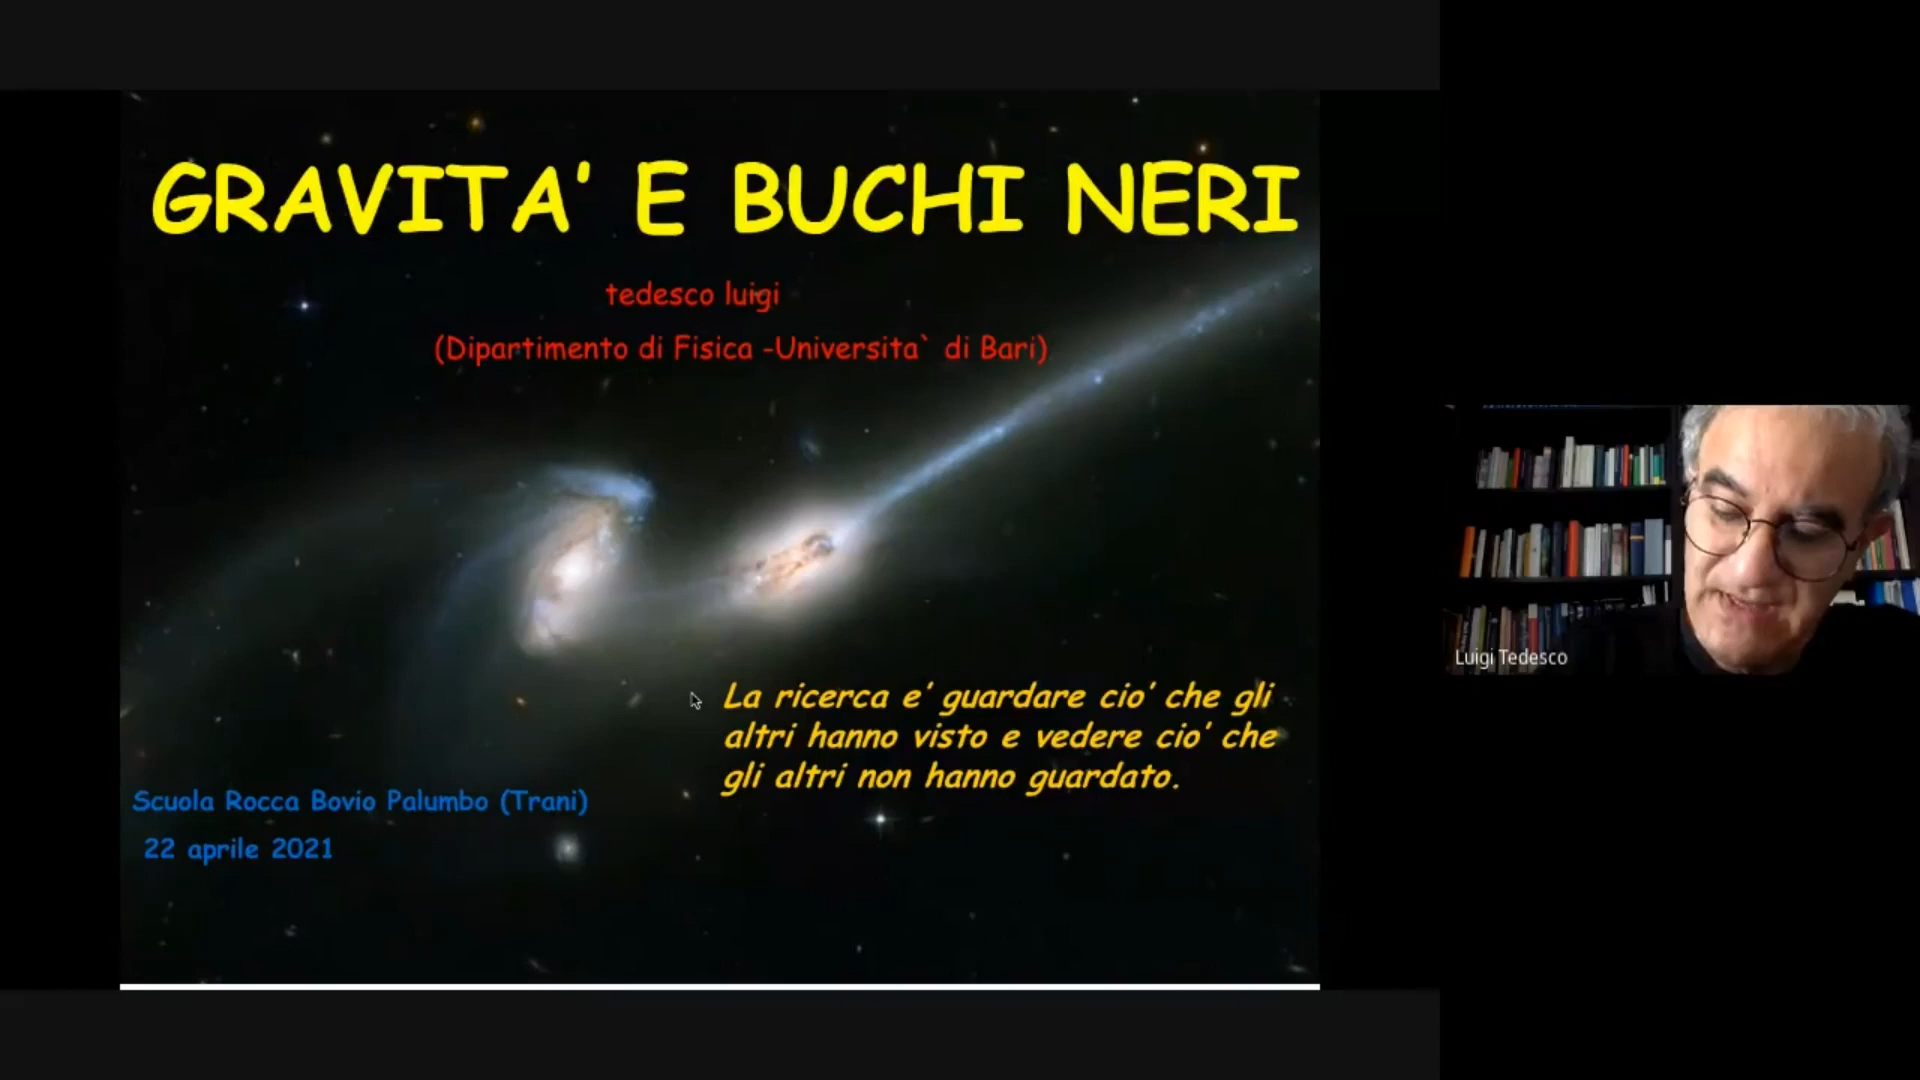 GRAVITA' E BUCHI NERI
tedesco luigi
(Dipartimento di Fisica -Universita` di Bari)
La ricerca e' guardare cio' che gli
altri hanno visto e vedere cio' che
gli altri non hanno guardato.
Scuola Rocca Bovio Palumbo (Trani)
22 aprile 2021
Luigi Tedesco